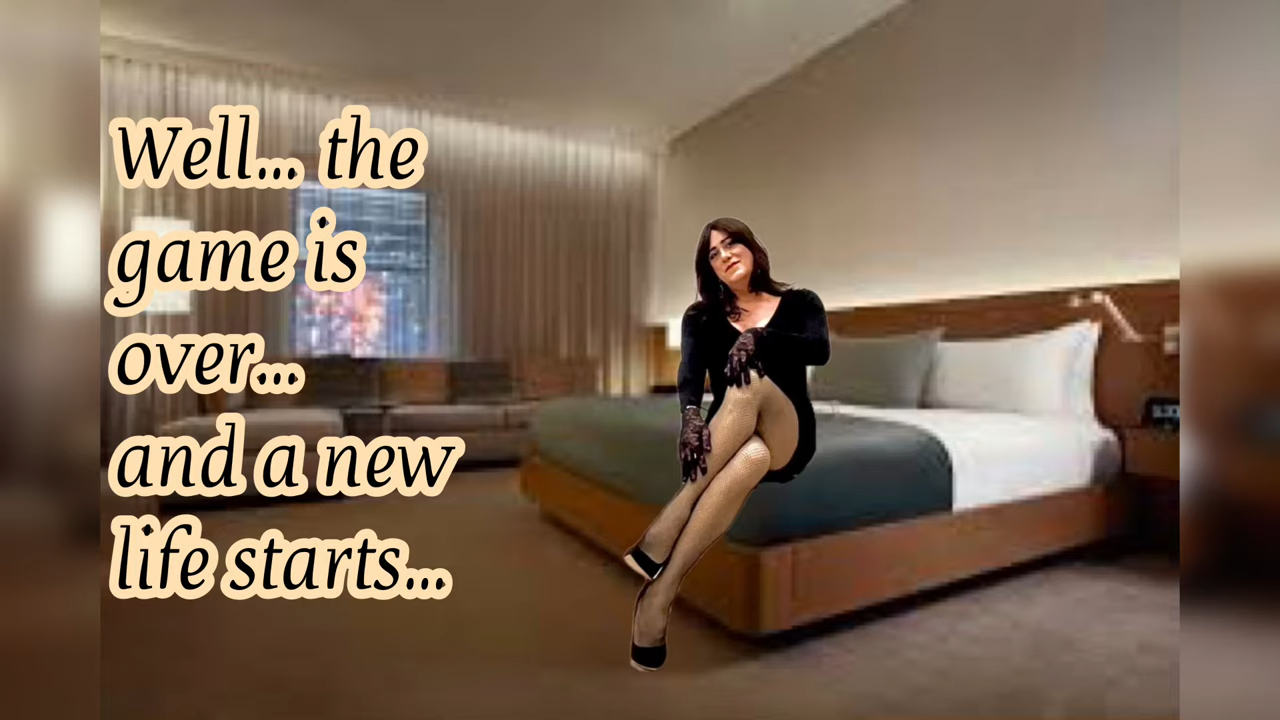 Well... the
game is
over...
and a new
life starts...